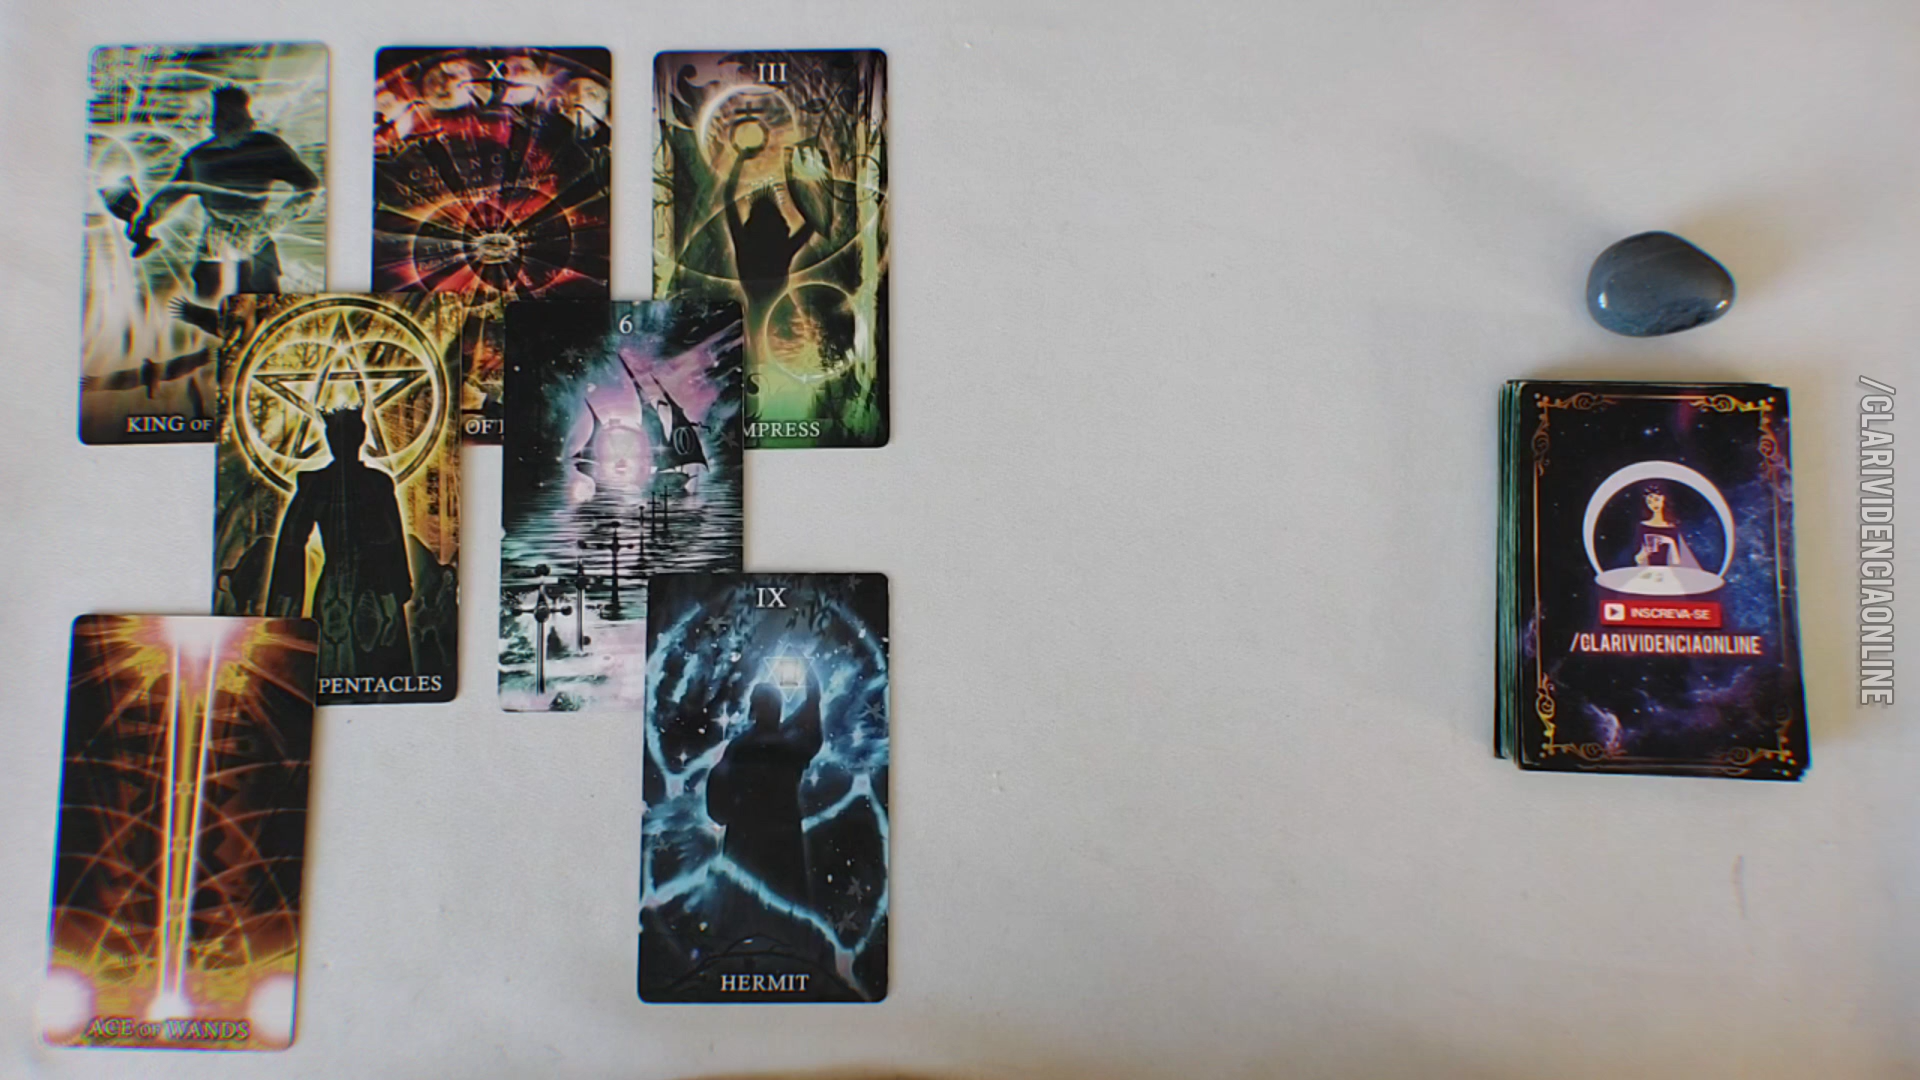 X
III
KING OF
6
OF
MPRESS
PENTACLES
IX
HERMIT
ACE OF WANDS
INSCREVA-SE
/CLARIVIDENCIAONLINE
/CLARIVIDENCIAONLINE